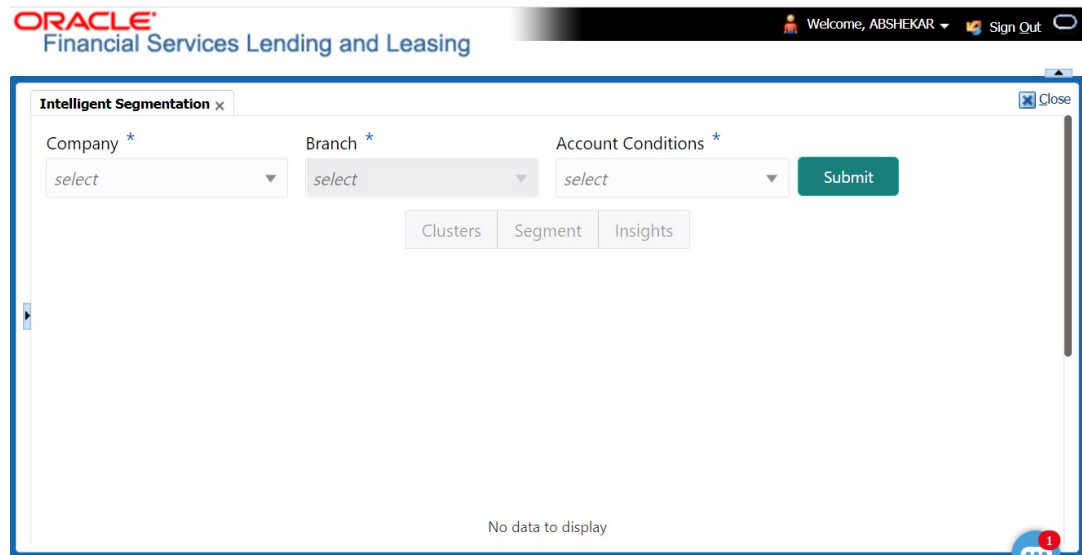 ORACLE
Financial Services Lending and Leasing
Welcome, ABSHEKAR
Sign Out
Intelligent Segmentation ×
Close
Company *
Branch *
Account Conditions *
select
select
select
Submit
Clusters
Segment
Insights
No data to display
1